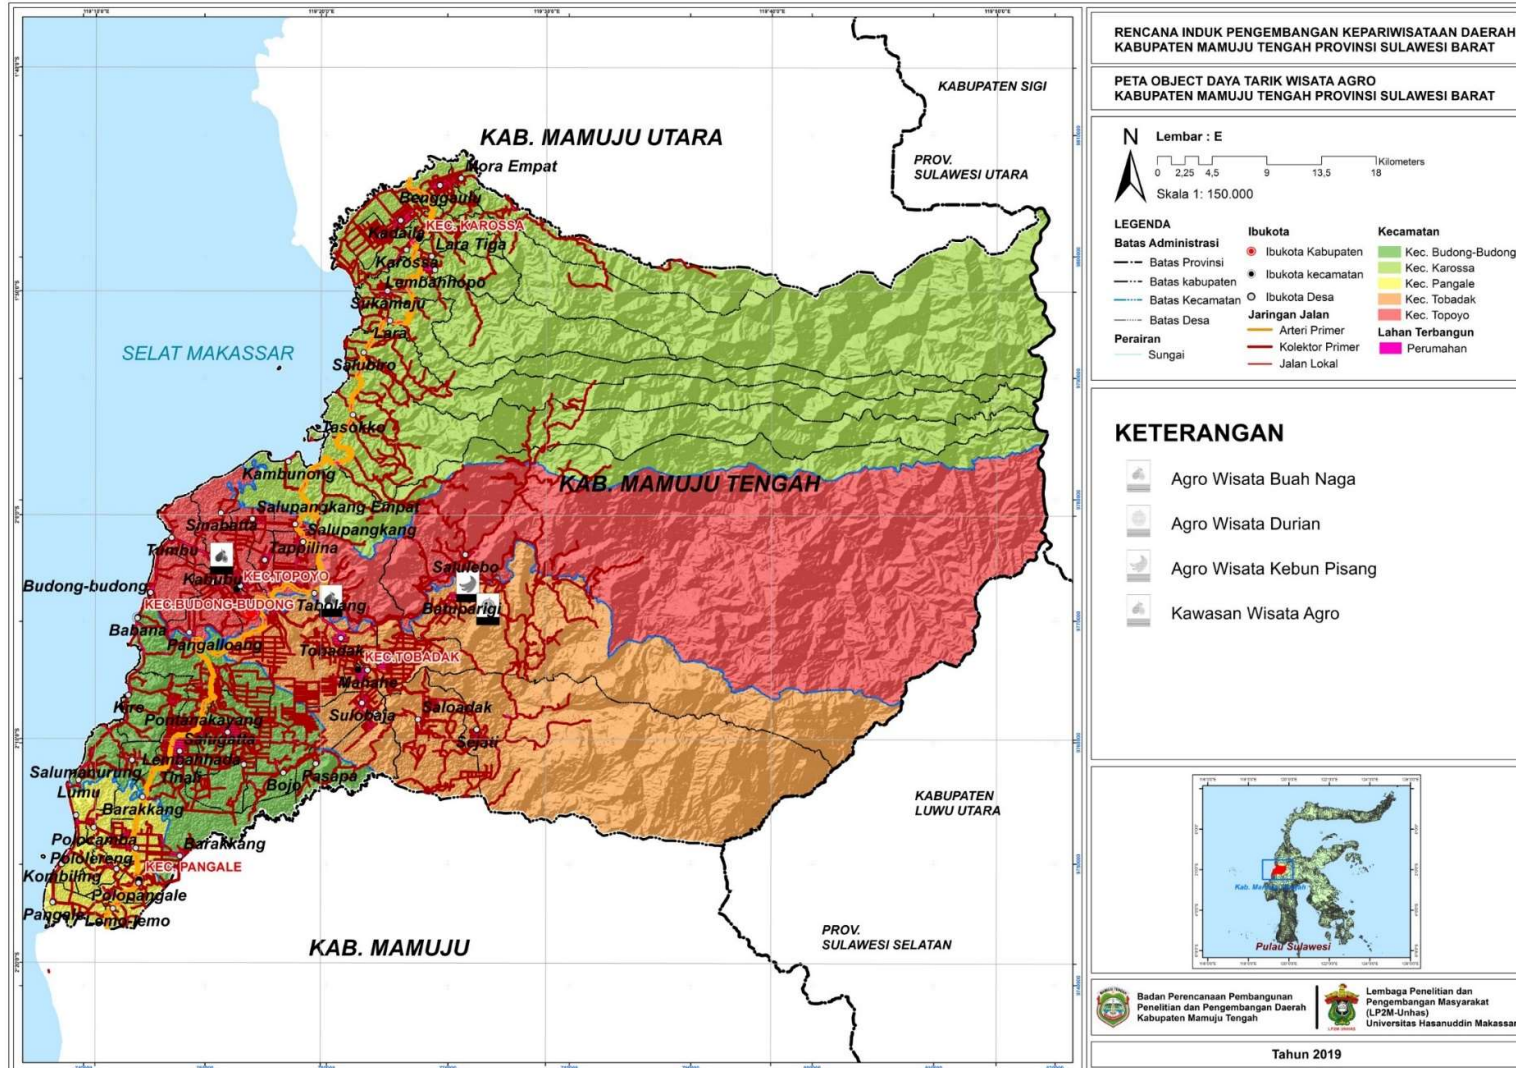 RENCANA INDUK PENGEMBANGAN KEPARIWISATAAN DAERAH
KABUPATEN MAMUJU TENGAH PROVINSI SULAWESI BARAT
PETA OBJECT DAYA TARIK WISATA AGRO
KABUPATEN MAMUJU TENGAH PROVINSI SULAWESI BARAT
N
Lembar : E
Kilometers
0 2,25 4,5 9 13,5 18
Skala 1: 150.000
LEGENDA
Batas Administrasi
Batas Provinsi
Batas kabupaten
Batas Kecamatan
Batas Desa
Perairan
Sungai
Ibukota
Ibukota Kabupaten
Ibukota kecamatan
Ibukota Desa
Jaringan Jalan
Arteri Primer
Kolektor Primer
Jalan Lokal
Kecamatan
Kec. Budong-Budong
Kec. Karossa
Kec. Pangale
Kec. Tobadak
Kec. Topoyo
Lahan Terbangun
Perumahan
KETERANGAN
Agro Wisata Buah Naga
Agro Wisata Durian
Agro Wisata Kebun Pisang
Kawasan Wisata Agro
Pulau Sulawesi
Badan Perencanaan Pembangunan
Penelitian dan Pengembangan Daerah
Kabupaten Mamuju Tengah
Lembaga Penelitian dan
Pengembangan Masyarakat
(LP2M-Unhas)
Universitas Hasanuddin Makassar
LP2M-UNHAS
Tahun 2019
KABUPATEN SIGI
KAB. MAMUJU UTARA
PROV.
SULAWESI UTARA
Mora Empat
Benggaulu
KEC. KAROSSA
Kadaila
Lara Tiga
Karossa
Lembahhopo
Sukamaju
Lara
SELAT MAKASSAR
Salubiro
Tasokko
Kambunong
KAB. MAMUJU TENGAH
Salupangkang Empat
Sinabatta
Salupangkang
Tumbu
Tappilina
Salulebo
Kabubu
KEC.TOPOYO
Budong-budong
KEC.BUDONG-BUDONG
Tabolang
Batuparigi
Babana
Pangalloang
Tobadak
KEC.TOBADAK
Mahahe
Kire
Pontanakayang
Sulobaja
Saloadak
Salugatta
Sejati
Lembahhada
Salumanurung
Tinali
Pasapa
Lumu
Bojo
Barakkang
KABUPATEN
LUWU UTARA
Polocamba
Barakkang
Pololereng
KEC. PANGALE
Kombiling
Polopangale
Pangale
Lemo-lemo
KAB. MAMUJU
PROV.
SULAWESI SELATAN